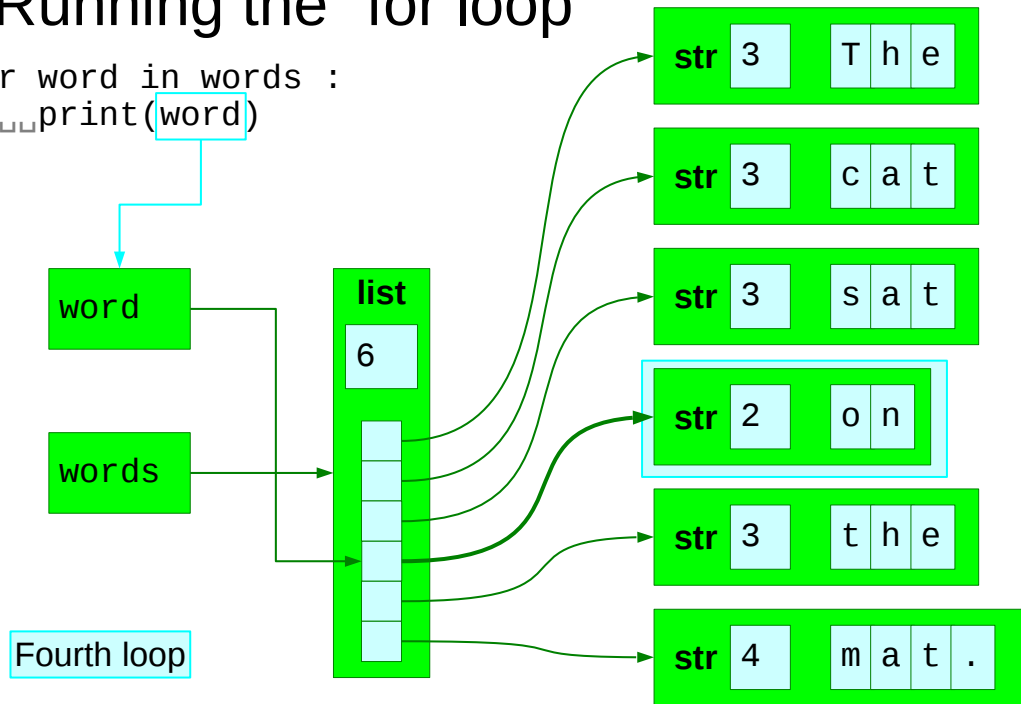 Running the “for loop”
r word in words :
␣␣print(word)
word
words
list
6
str 3 T h e
str 3 c a t
str 3 s a t
str 2 o n
str 3 t h e
str 4 m a t .
Fourth loop